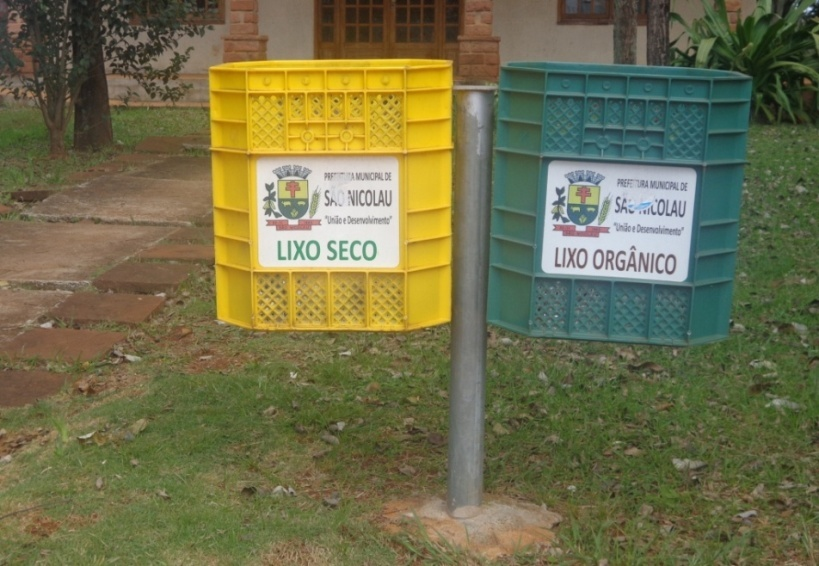 PREFEITURA MUNICIPAL DE
SÃO NICOLAU
"União e Desenvolvimento"
LIXO SECO
PREFEITURA MUNICIPAL DE
SÃO NICOLAU
"União e Desenvolvimento"
LIXO ORGÂNICO